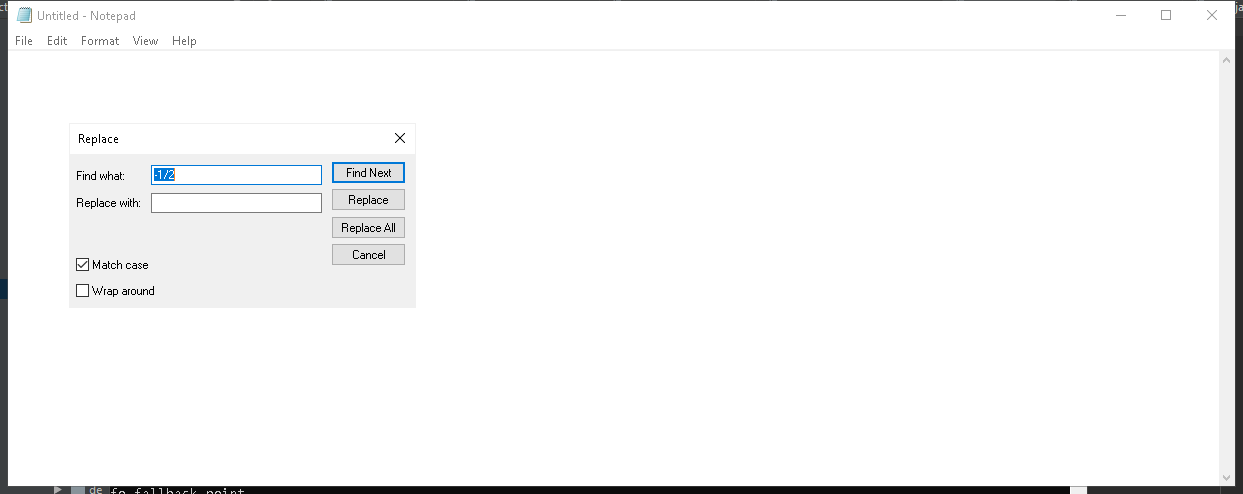 Untitled - Notepad
File Edit Format View Help
Replace
Find what: -1/2 Find Next
Replace with: Replace
Replace All
Cancel
Match case
Wrap around
de fo fallback point